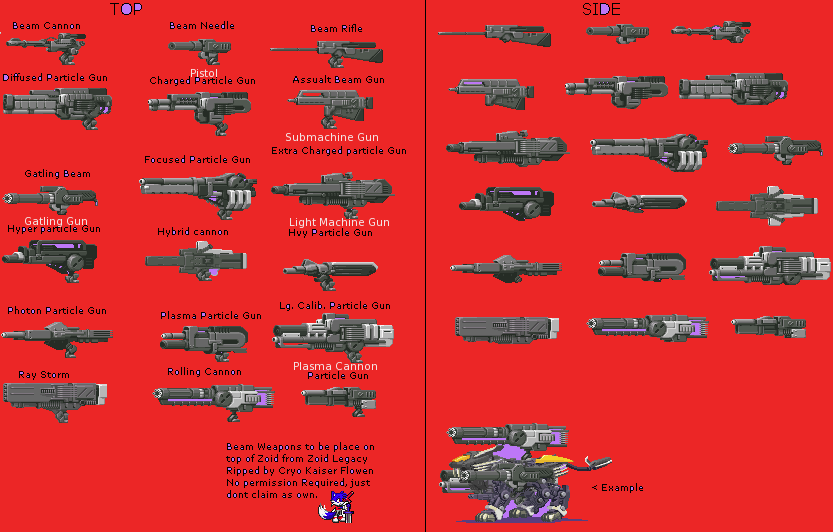 TOP
SIDE
Beam Cannon
Beam Needle
Beam Rifle
Diffused Particle Gun
Pistol
Charged Particle Gun
Assualt Beam Gun
Submachine Gun
Extra Charged particle Gun
Focused Particle Gun
Gatling Beam
Gatling Gun
Hyper particle Gun
Hybrid cannon
Light Machine Gun
Hvy Particle Gun
Photon Particle Gun
Plasma Particle Gun
Lg. Calib. Particle Gun
Ray Storm
Rolling Cannon
Plasma Cannon
Particle Gun
Beam Weapons to be place on
top of Zoid from Zoid Legacy
Ripped by Cryo Kaiser Flowen
No permission Required, just
dont claim as own.
< Example